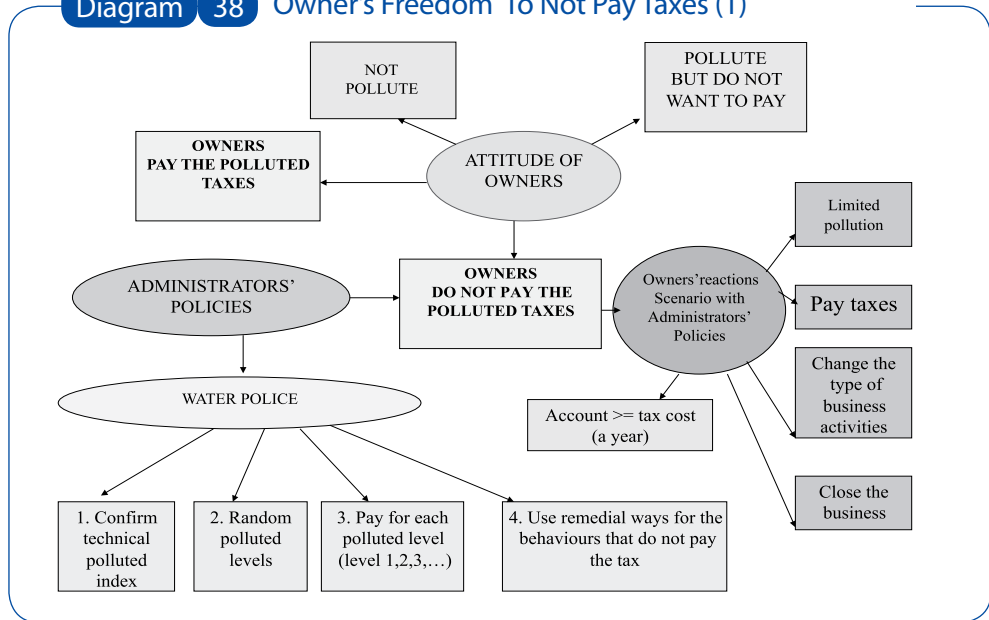 Diagram 38 Owner's Freedom To Not Pay Taxes (1)
NOT
POLLUTE
POLLUTE
BUT DO NOT
WANT TO PAY
OWNERS
PAY THE POLLUTED
TAXES
ATTITUDE OF
OWNERS
Limited
pollution
ADMINISTRATORS'
POLICIES
OWNERS
DO NOT PAY THE
POLLUTED TAXES
Owners'reactions
Scenario with
Administrators'
Policies
Pay taxes
Change the
type of
business
activities
WATER POLICE
Account >= tax cost
(a year)
Close the
business
1. Confirm
technical
polluted
index
2. Random
polluted
levels
3. Pay for each
polluted level
(level 1,2,3,…)
4. Use remedial ways for the
behaviours that do not pay
the tax